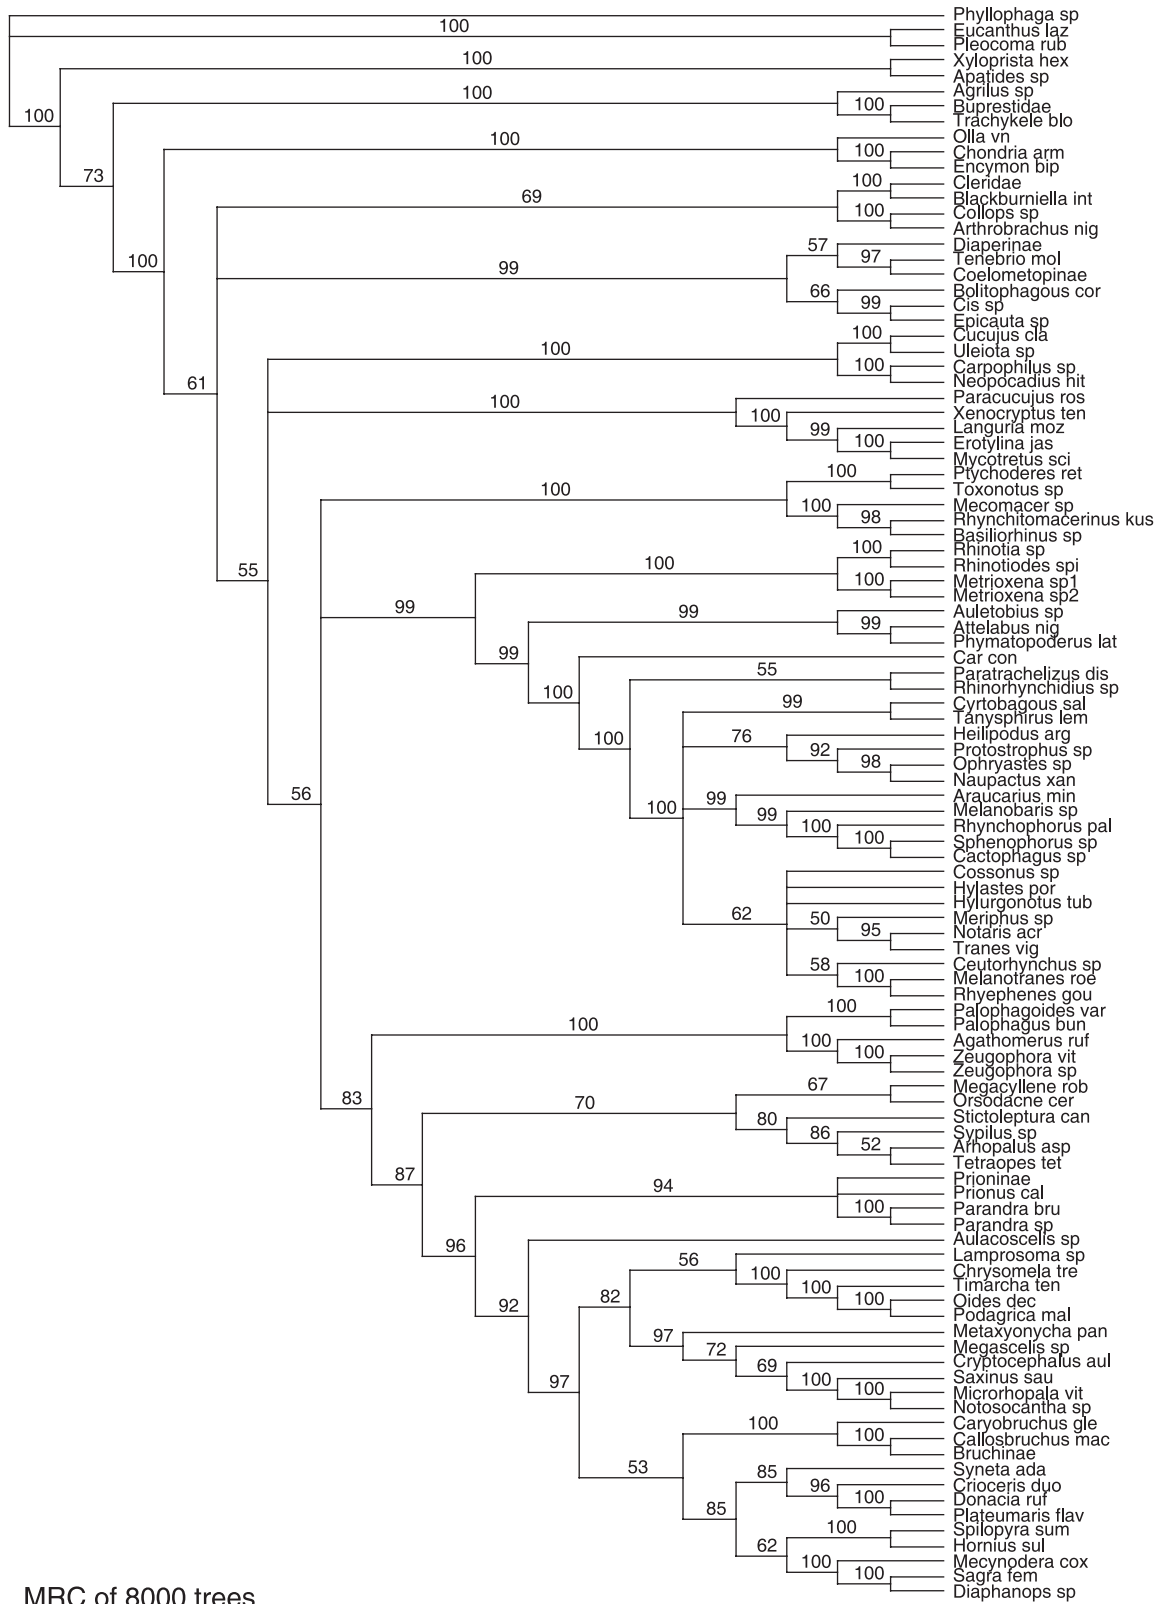 Phyllophaga sp
100
Eucanthus laz
Pleocoma rub
100
Xyloprista hex
Apatides sp
100
Agrilus sp
100
Buprestidae
100
Trachykele blo
100
Olla vn
100
Chondria arm
Encymon bip
73
100
Cleridae
69
Blackburniella int
100
Collops sp
Arthrobrachus nig
57
Diaperinae
97
Tenebrio mol
100
99
Coelometopinae
66
Bolitophagous cor
99
Cis sp
Epicauta sp
100
Cucujus cla
100
Uleiota sp
100
Carpophilus sp
61
Neopocadius hit
100
Paracucujus ros
100
Xenocryptus ten
99
Languria moz
100
Erotylina jas
Mycotretus sci
100
Ptychoderes ret
100
Toxonotus sp
100
Mecomacer sp
98
Rhynchitomacerinus kus
Basiliorhinus sp
100
Rhinotia sp
55
100
Rhinotiodes spi
100
Metrioxena sp1
Metrioxena sp2
99
99
Auletobius sp
99
Attelabus nig
Phymatopoderus lat
99
Car con
55
Paratrachelizus dis
100
Rhinorhynchidius sp
99
Cyrtobagous sal
Tanysphirus lem
100
76
Heilipodus arg
92
Protostrophus sp
98
Ophryastes sp
Naupactus xan
56
99
Araucarius min
100
99
Melanobaris sp
100
Rhynchophorus pal
100
Sphenophorus sp
Cactophagus sp
Cossonus sp
Hylastes por
Hylurgonotus tub
62
50
Meriphus sp
95
Notaris acr
Tranes vig
58
Ceutorhynchus sp
100
Melanotranes roe
Rhyephenes gou
100
Palophagoides var
100
Palophagus bun
100
Agathomerus ruf
100
Zeugophora vit
Zeugophora sp
67
Megacyllene rob
83
70
Orsodacne cer
80
Stictoleptura can
86
Sypilus sp
52
Arhopalus asp
Tetraopes tet
87
94
Prioninae
Prionus cal
100
Parandra bru
Parandra sp
96
Aulacoscelis sp
56
Lamprosoma sp
100
Chrysomela tre
100
Timarcha ten
82
100
Oides dec
92
Podagrica mal
97
Metaxyonycha pan
72
Megascelis sp
69
Cryptocephalus aul
97
100
Saxinus sau
100
Microrhopala vit
Notosocantha sp
100
Caryobruchus gle
100
Callosbruchus mac
Bruchinae
53
85
Syneta ada
96
Crioceris duo
100
Donacia ruf
85
Plateumaris flav
100
Spilopyra sum
62
Hornius sul
100
Mecynodera cox
100
Sagra fem
Diaphanops sp
MRC of 8000 trees